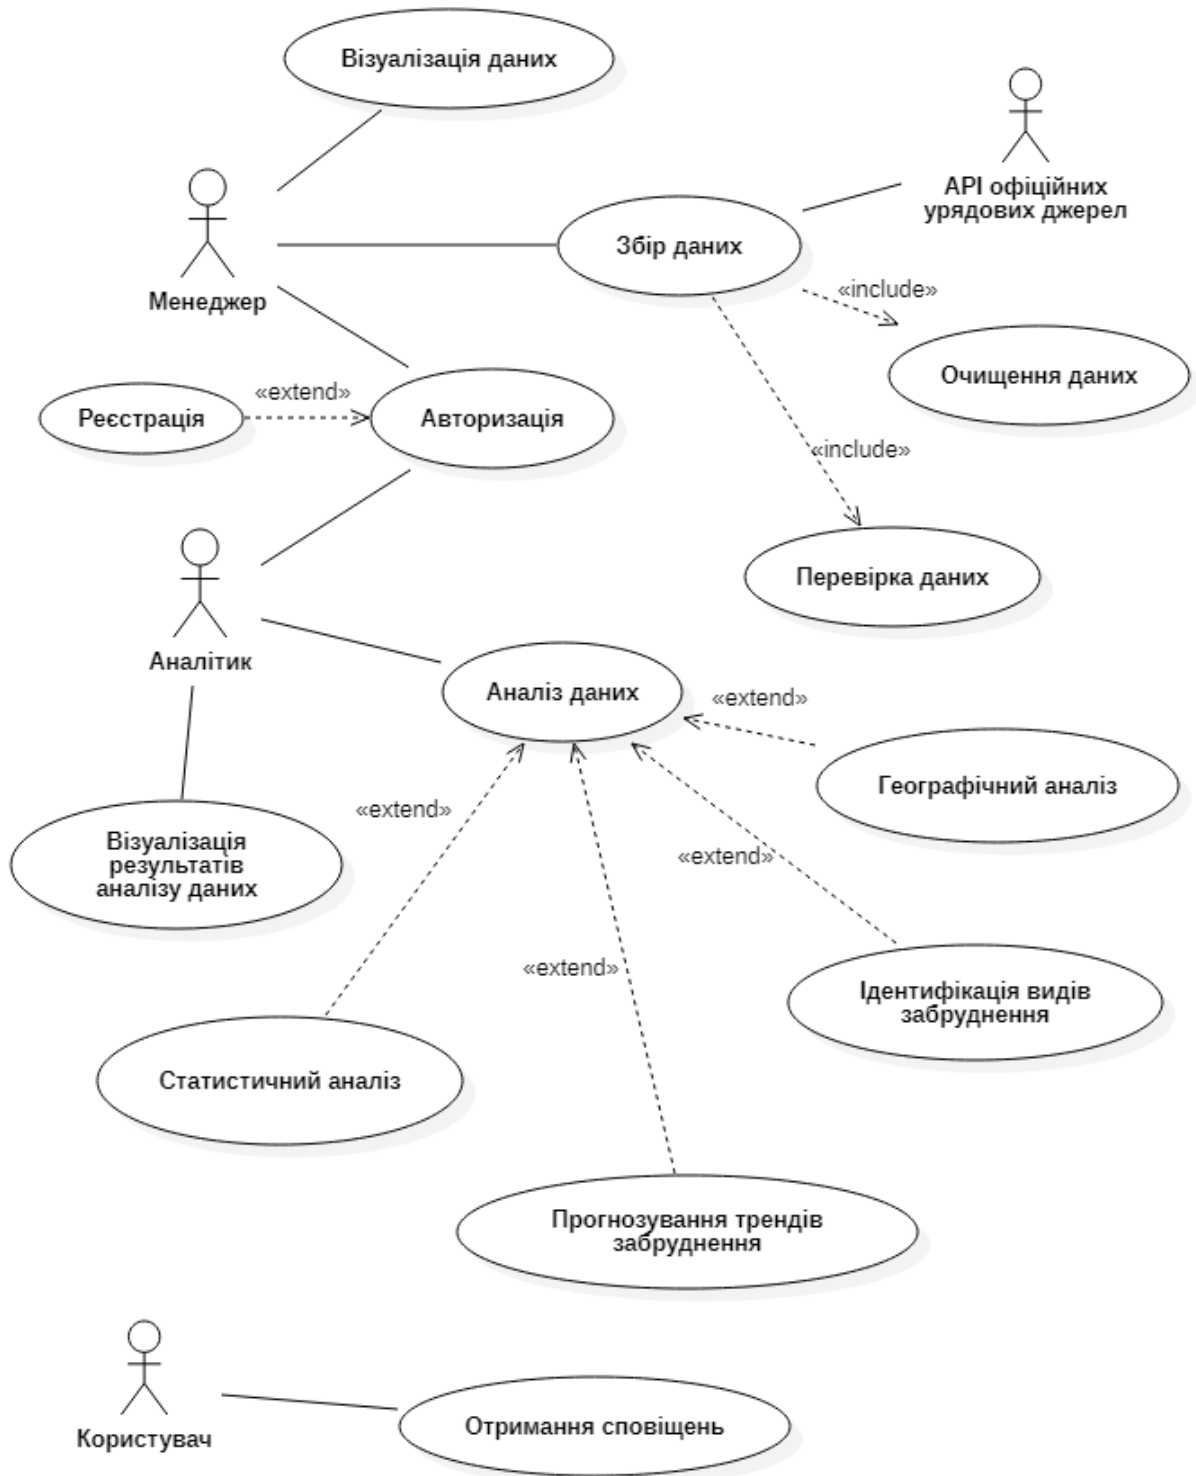 Візуалізація даних
АРІ офіційних
урядових джерел
Збір даних
Менеджер
«include»
Очищення даних
«extend»
Реєстрація
Авторизація
«include»
Перевірка даних
Аналітик
Аналіз даних
«extend»
Географічний аналіз
«extend»
Візуалізація
результатів
аналізу даних
«extend»
«extend»
Ідентифікація видів
забруднення
Статистичний аналіз
Прогнозування трендів
забруднення
Користувач
Отримання сповіщень